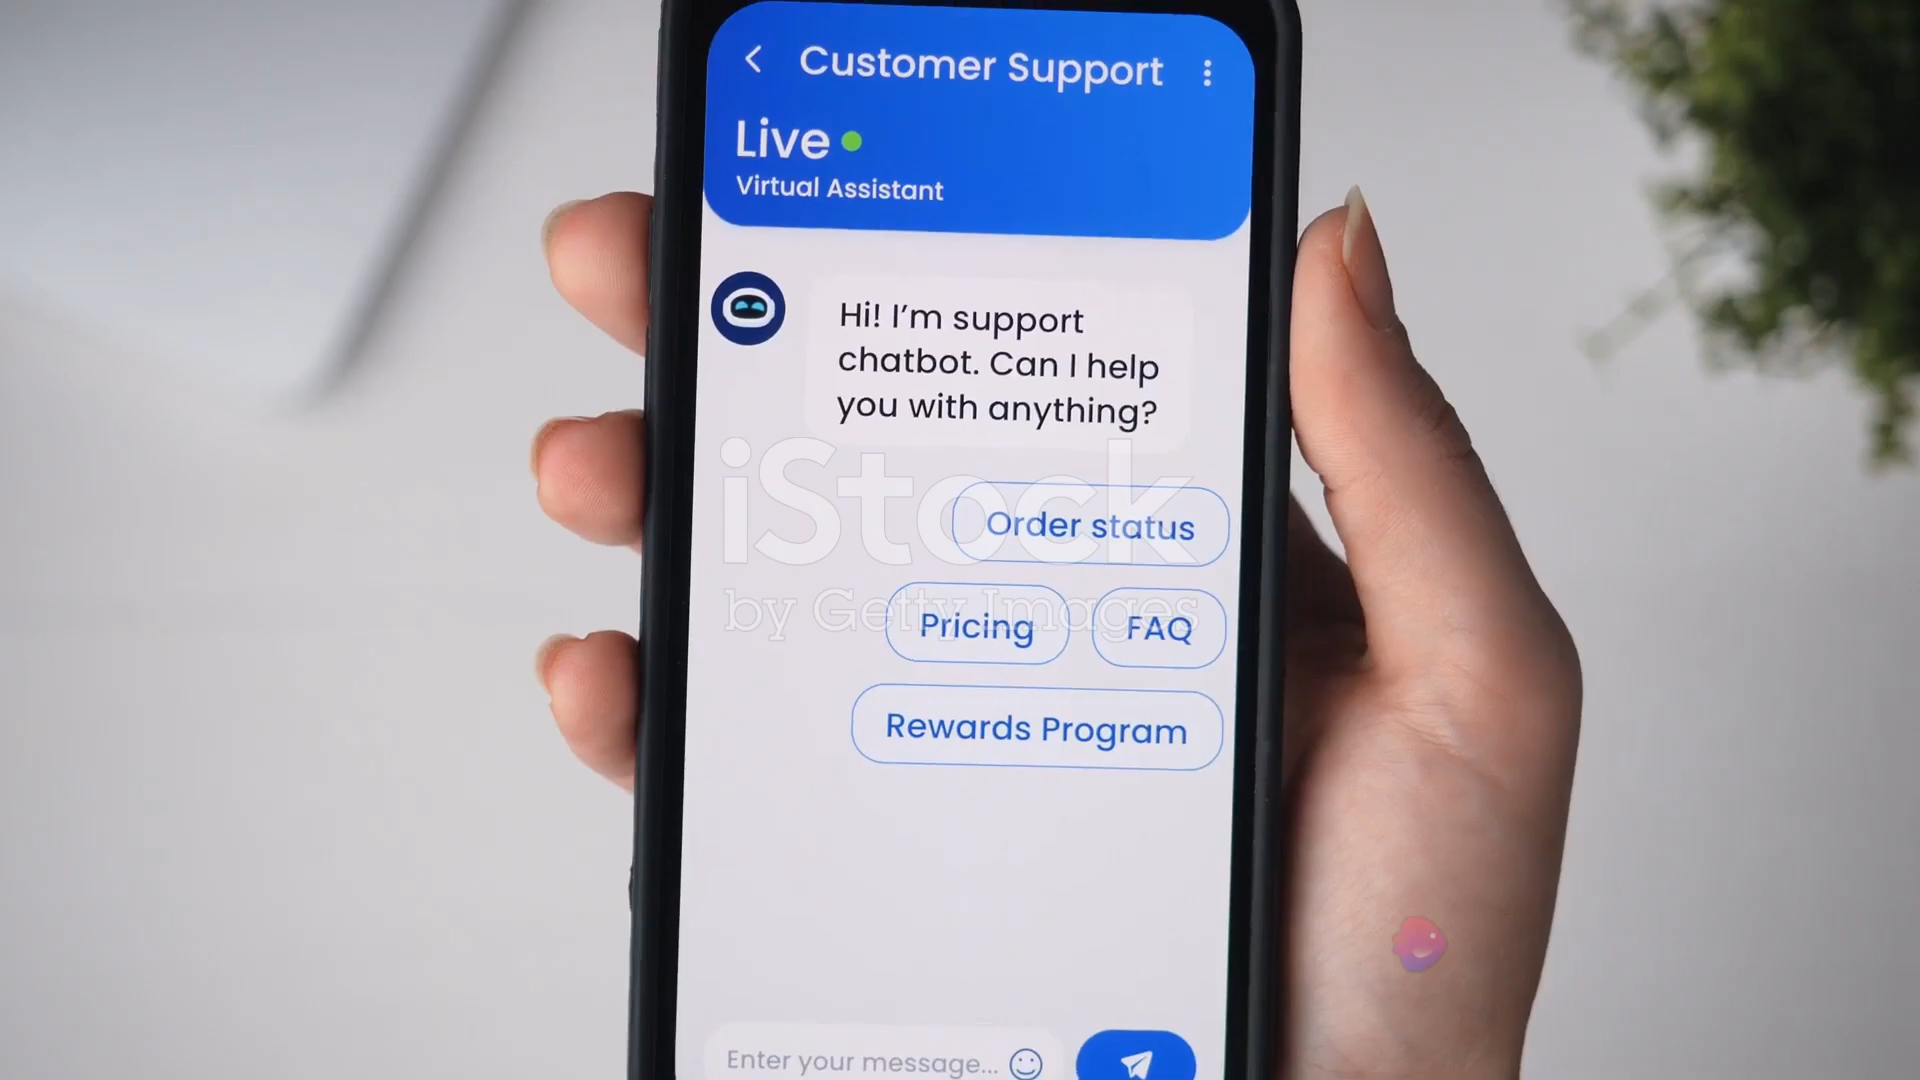 Customer Support
Live
Virtual Assistant
Hi! I’m support
chatbot. Can I help
you with anything?
iStock
Order status
by Getty Images
Pricing
FAQ
Rewards Program
Enter your message...